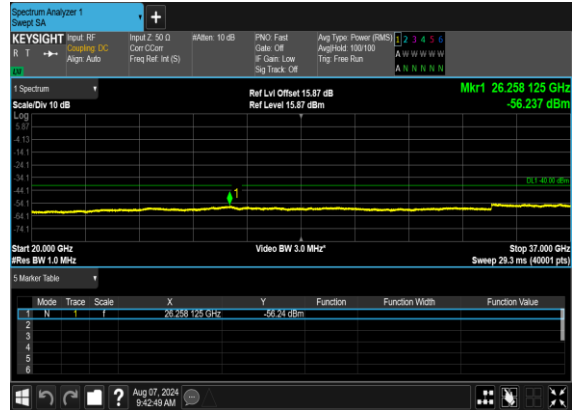 Spectrum Analyzer 1
Swept SA
+
KEYSIGHT Input: RF Input Z: 50 Ω #Atten: 10 dB PNO: Fast Avg Type: Power (RMS) 1 2 3 4 5 6
R T Coupling: DC Corr CCorr Gate: Off Avg|Hold: 100/100 A W W W W W
Align: Auto Freq Ref: Int (S) IF Gain: Low Trig: Free Run
Sig Track: Off A N N N N N
1 Spectrum Ref Lvl Offset 15.87 dB Mkr1 26.258 125 GHz
Scale/Div 10 dB Ref Level 15.87 dBm -56.237 dBm
Log
5.87
-4.13
-14.1
-24.1
-34.1
DL1 -40.00 dBm
-44.1
1
-54.1
-64.1
-74.1
Start 20.000 GHz Video BW 3.0 MHz* Stop 37.000 GHz
#Res BW 1.0 MHz Sweep 29.3 ms (40001 pts)
5 Marker Table
Mode Trace Scale X Y Function Function Width Function Value
1 N 1 f 26.258 125 GHz -56.24 dBm
2
3
4
5
6
? Aug 07, 2024
9:42:49 AM